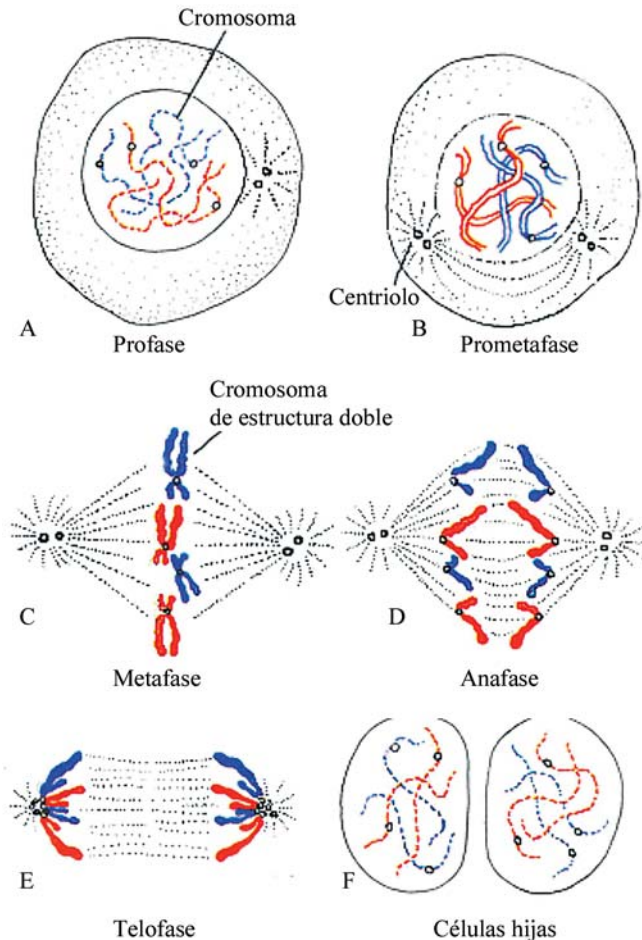 Cromosoma
Centriolo
A
B
Profase
Prometafase
Cromosoma
de estructura doble
C
D
Metafase
Anafase
E
F
Telofase
Células hijas